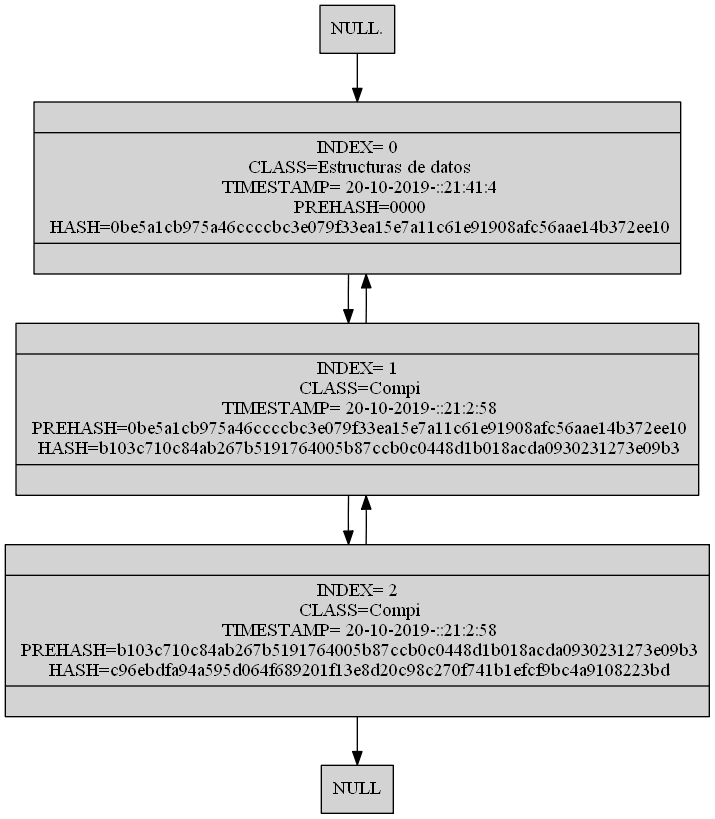 NULL.
INDEX= 0
CLASS=Estructuras de datos
TIMESTAMP= 20-10-2019-::21:41:4
PREHASH=0000
HASH=0be5a1cb975a46ccccbc3e079f33ea15e7a11c61e91908afc56aae14b372ee10
INDEX= 1
CLASS=Compi
TIMESTAMP= 20-10-2019-::21:2:58
PREHASH=0be5a1cb975a46ccccbc3e079f33ea15e7a11c61e91908afc56aae14b372ee10
HASH=b103c710c84ab267b5191764005b87ccb0c0448d1b018acda0930231273e09b3
INDEX= 2
CLASS=Compi
TIMESTAMP= 20-10-2019-::21:2:58
PREHASH=b103c710c84ab267b5191764005b87ccb0c0448d1b018acda0930231273e09b3
HASH=c96ebdfa94a595d064f689201f13e8d20c98c270f741b1efcf9bc4a9108223bd
NULL